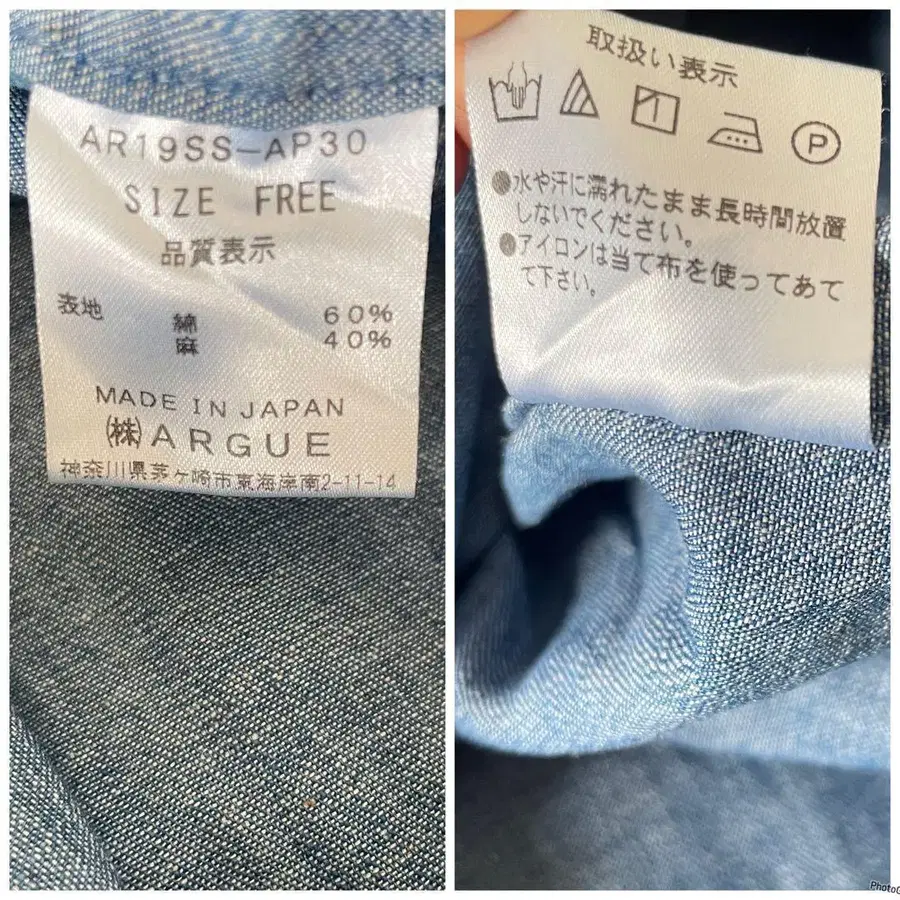 AR19SS-AP30
SIZE FREE
品質表示
表地 綿 60%
麻 40%
MADE IN JAPAN
㈱ARGUE
神奈川県茅ヶ崎市東海岸南2-11-14
取扱い表示
P
●水や汗に濡れたまま長時間放置
しないでください。
●アイロンは当て布を使ってあて
て下さい。